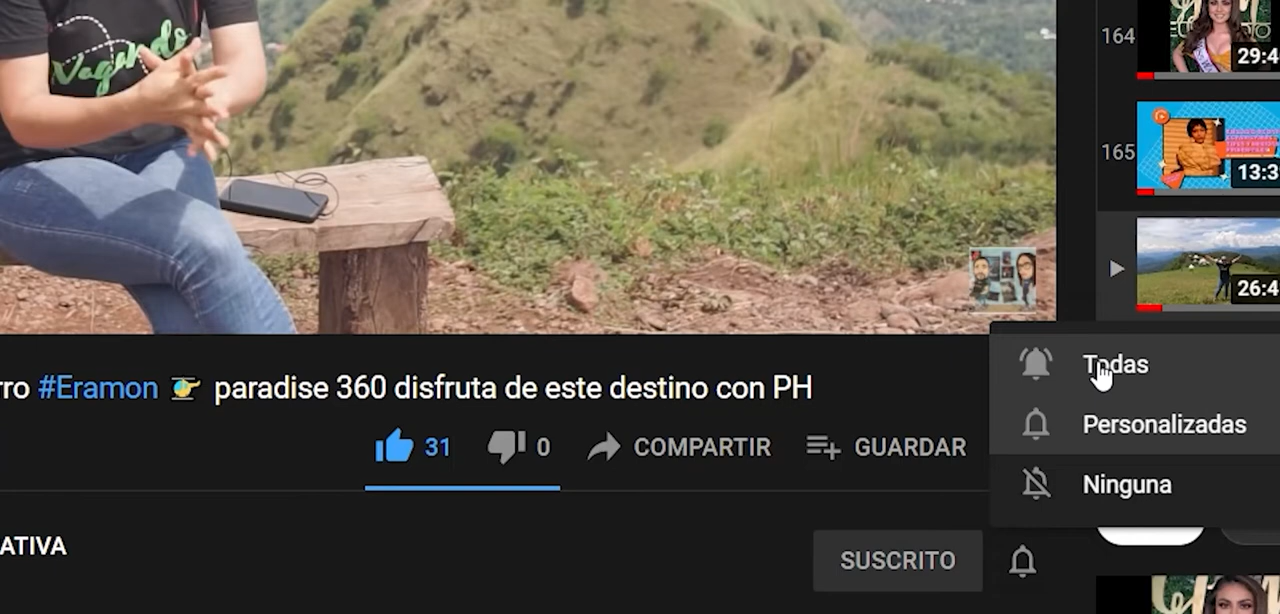 Vagando
164
29:4
165
13:3
26:4
rro #Eramon paradise 360 disfruta de este destino con PH
Todas
Personalizadas
Ninguna
31 0 COMPARTIR GUARDAR
ATIVA
SUSCRITO